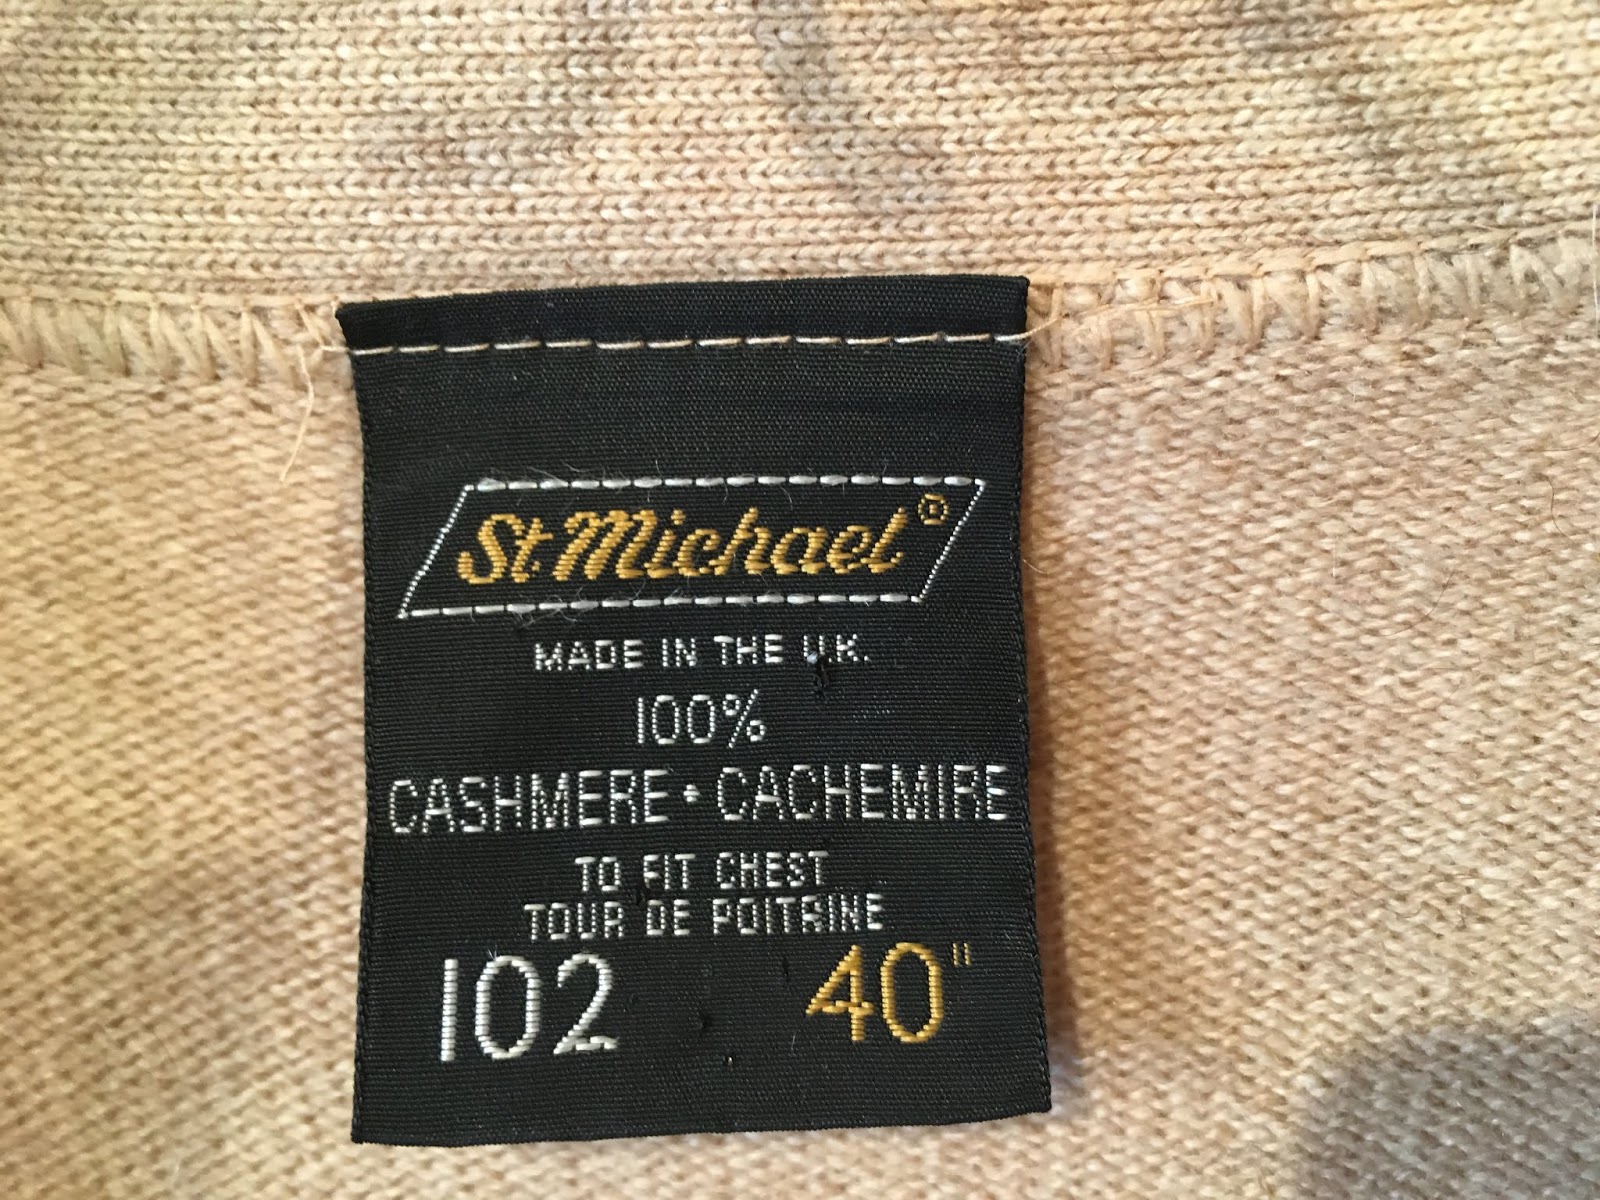 St Michael®
MADE IN THE U.K.
100%
CASHMERE • CACHEMIRE
TO FIT CHEST
TOUR DE POITRINE
102 40"